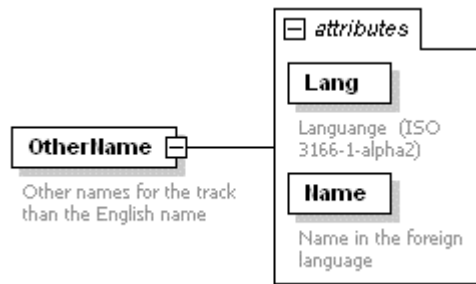 attributes
Lang
Languange (ISO
3166-1-alpha2)
OtherName
Other names for the track
than the English name
Name
Name in the foreign
language